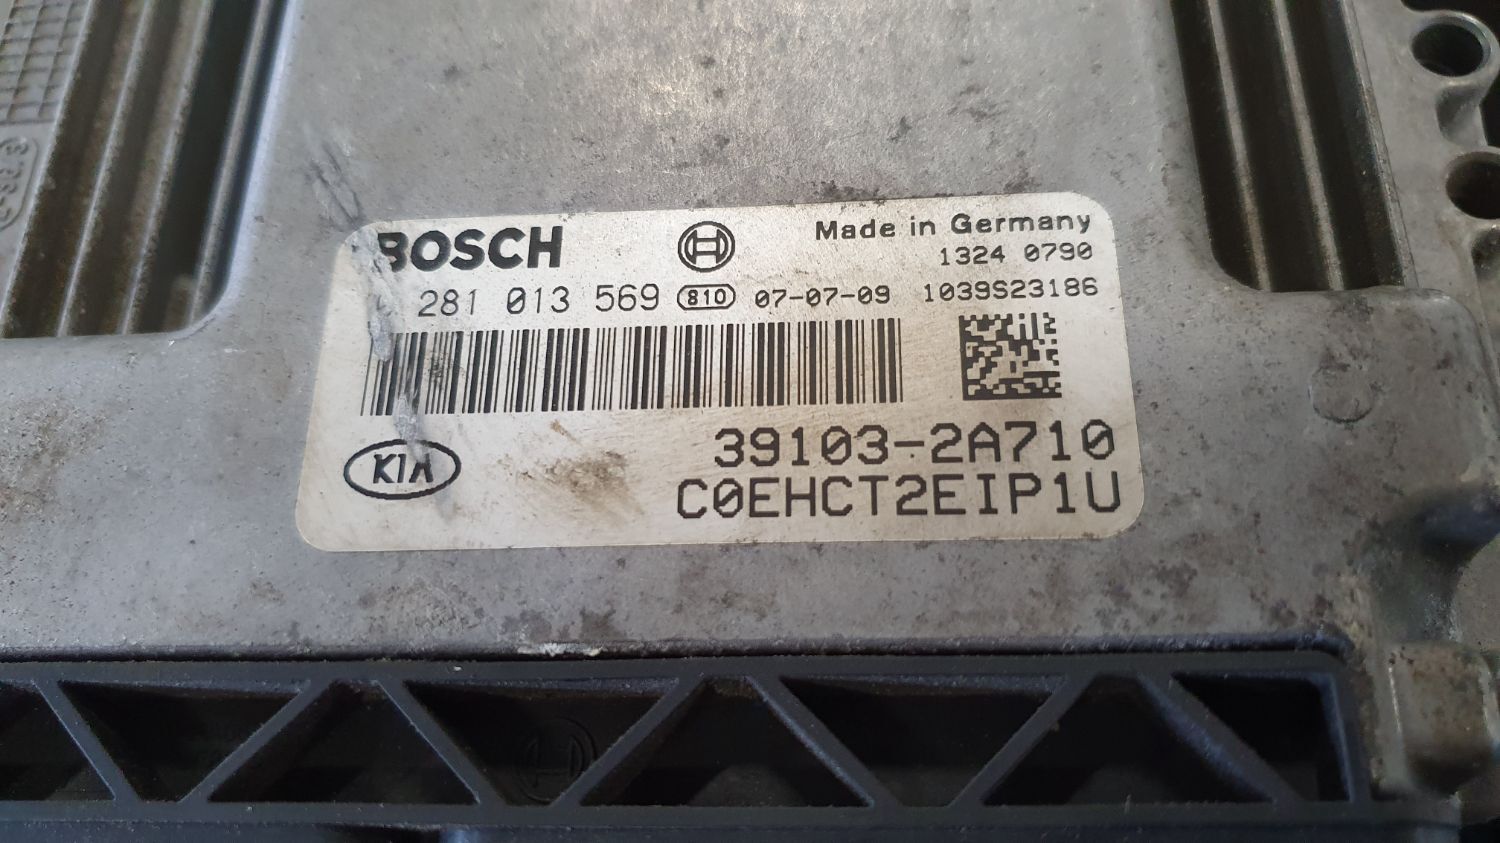 BOSCH
Made in Germany
1324 0790
281 013 569 810 07-07-09 1039S23186
KIA
39103-2A710
C0EHCT2EIP1U